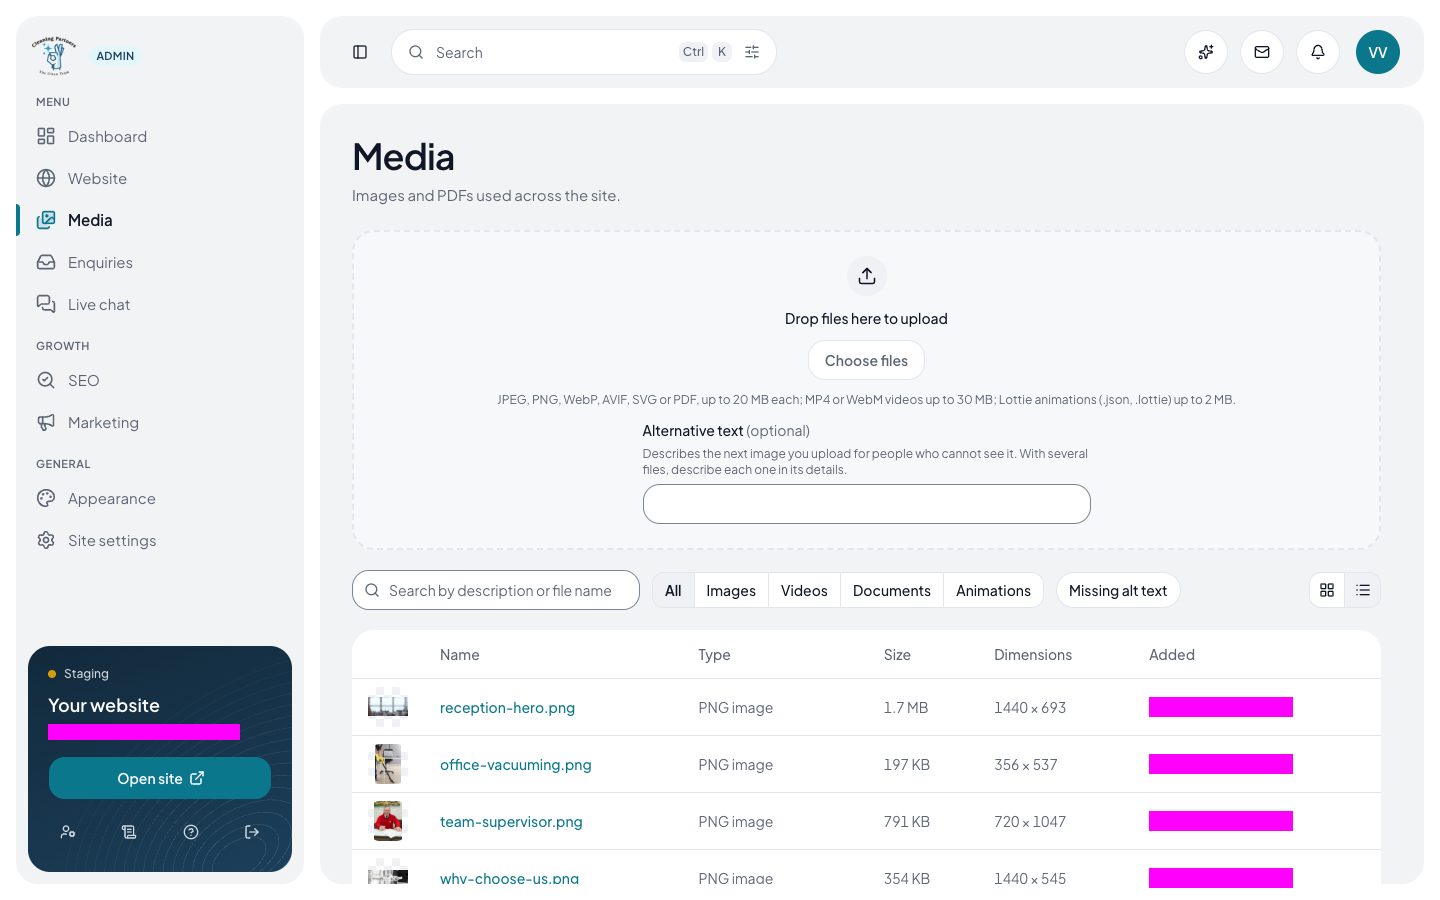 Cleaning Partners
ADMIN
MENU
Dashboard
Website
Media
Enquiries
Live chat
GROWTH
SEO
Marketing
GENERAL
Appearance
Site settings
Staging
Your website
Open site
Search
Ctrl K
VV
Media
Images and PDFs used across the site.
Drop files here to upload
Choose files
JPEG, PNG, WebP, AVIF, SVG or PDF, up to 20 MB each; MP4 or WebM videos up to 30 MB; Lottie animations (.json, .lottie) up to 2 MB.
Alternative text (optional)
Describes the next image you upload for people who cannot see it. With several
files, describe each one in its details.
Search by description or file name
All Images Videos Documents Animations Missing alt text
Name Type Size Dimensions Added
reception-hero.png PNG image 1.7 MB 1440 × 693
office-vacuuming.png PNG image 197 KB 356 × 537
team-supervisor.png PNG image 791 KB 720 × 1047
why-choose-us.png PNG image 354 KB 1440 × 545